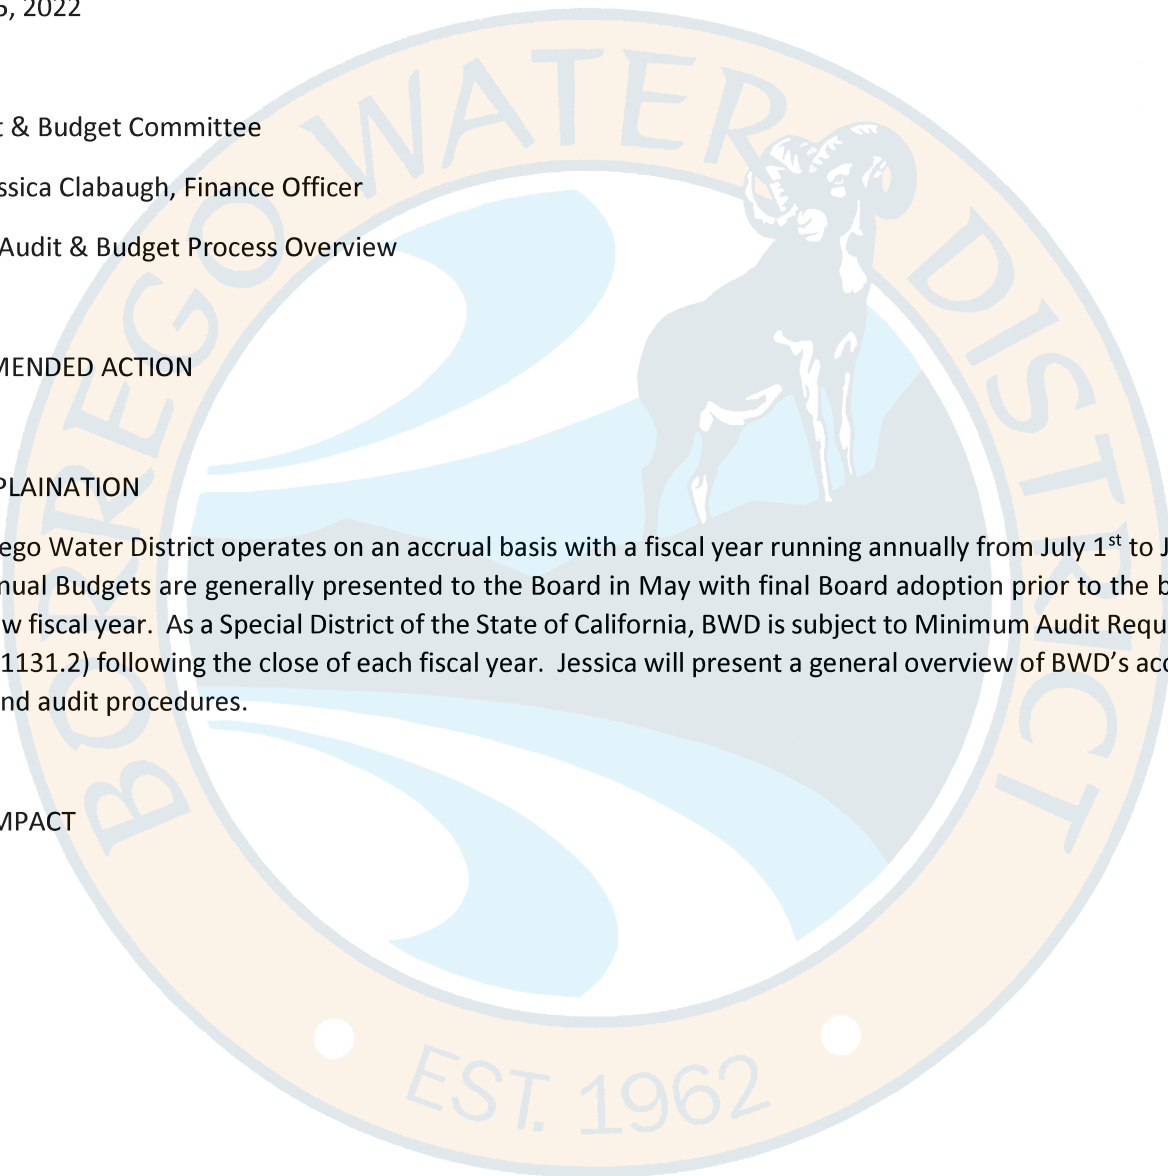 5, 2022
t & Budget Committee
ssica Clabaugh, Finance Officer
Audit & Budget Process Overview
MENDED ACTION
PLAINATION
ego Water District operates on an accrual basis with a fiscal year running annually from July 1st to J
nual Budgets are generally presented to the Board in May with final Board adoption prior to the b
w fiscal year.  As a Special District of the State of California, BWD is subject to Minimum Audit Requ
1131.2) following the close of each fiscal year.  Jessica will present a general overview of BWD’s acc
nd audit procedures.
MPACT
BORREGO WATER DISTRICT
EST. 1962